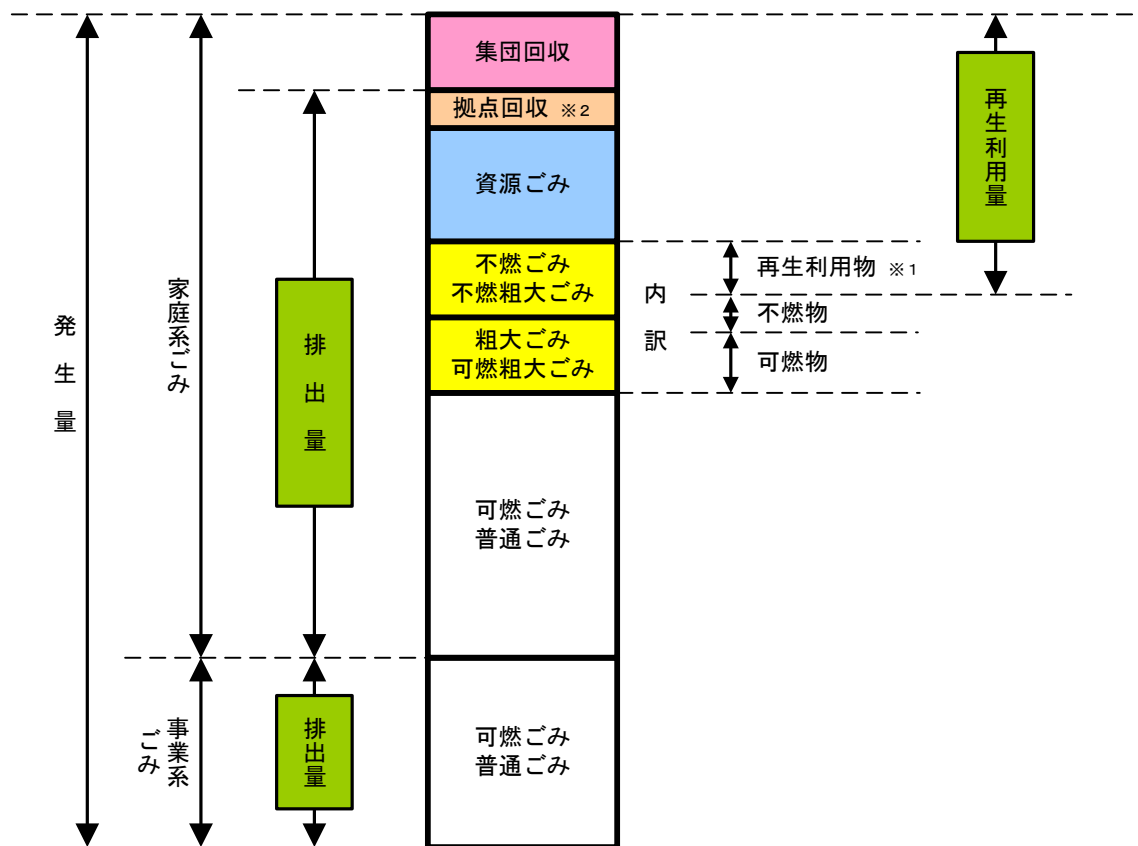 集団回収
拠点回収 ※2
資源ごみ
不燃ごみ
不燃粗大ごみ
粗大ごみ
可燃粗大ごみ
可燃ごみ
普通ごみ
可燃ごみ
普通ごみ
発生量
家庭系ごみ
事業系
ごみ
排出量
排出量
内訳
再生利用物 ※1
不燃物
可燃物
再生利用量